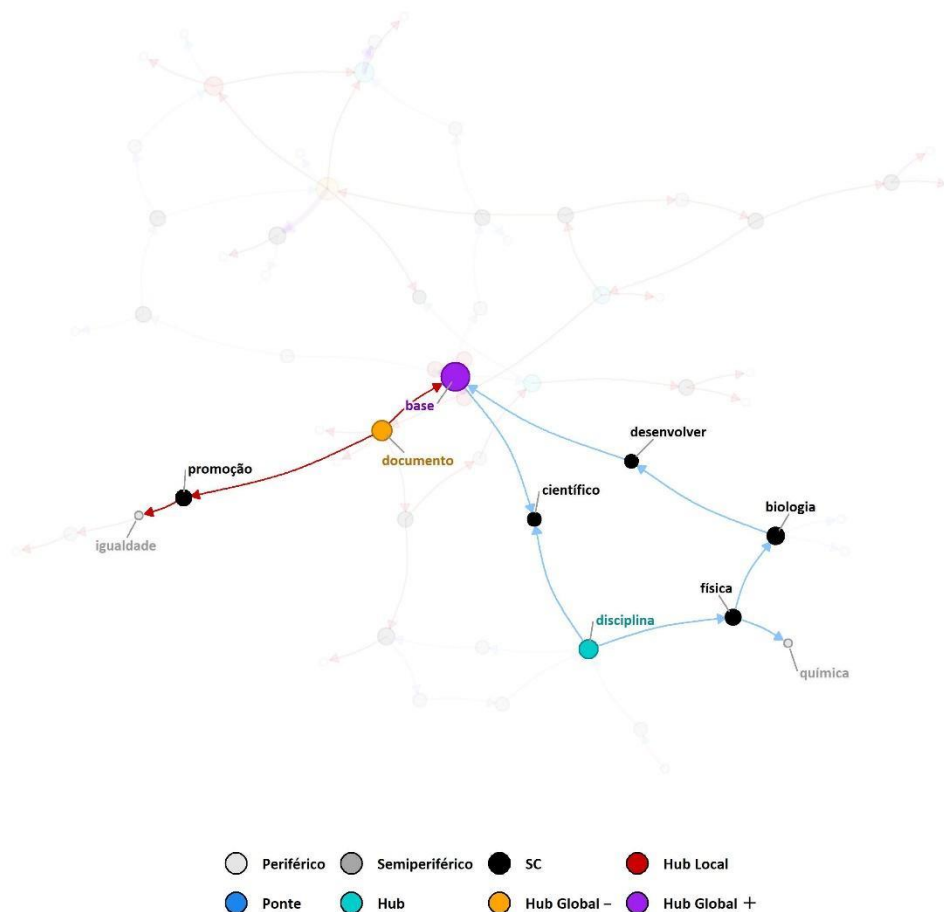 base
desenvolver
documento
promoção
científico
biologia
igualdade
física
disciplina
química
Periférico Semiperiférico SC Hub Local
Ponte Hub Hub Global – Hub Global +